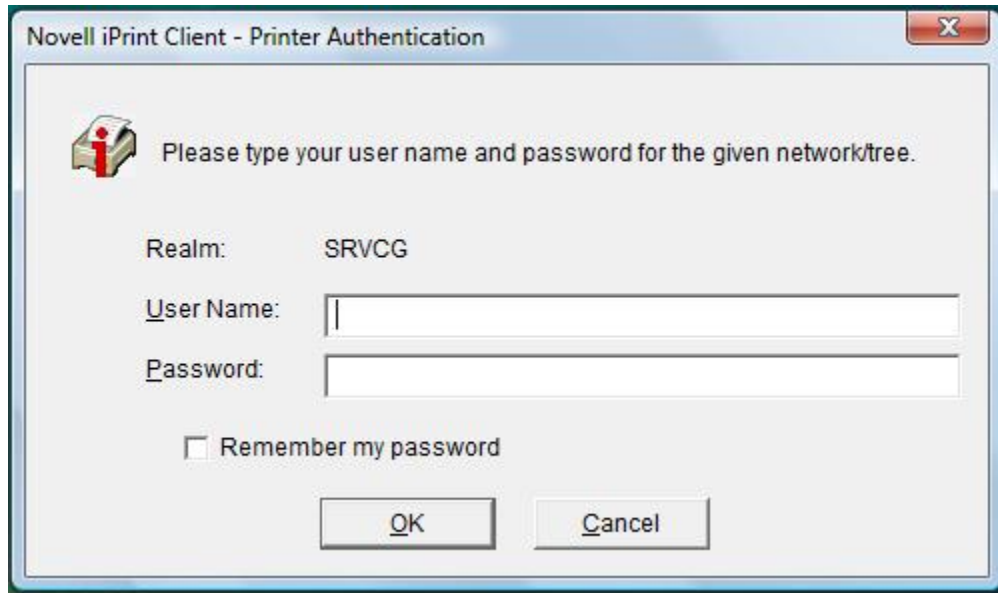 Novell iPrint Client - Printer Authentication
Please type your user name and password for the given network/tree.
Realm: SRVCG
User Name:
Password:
Remember my password
OK Cancel